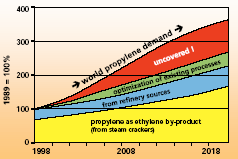 400
300
200
100
0
1989 = 100%
world propylene demand
uncovered !
optimization of existing processes
from refinery sources
propylene as ethylene by-product
(from steam crackers)
1998
2008
2018